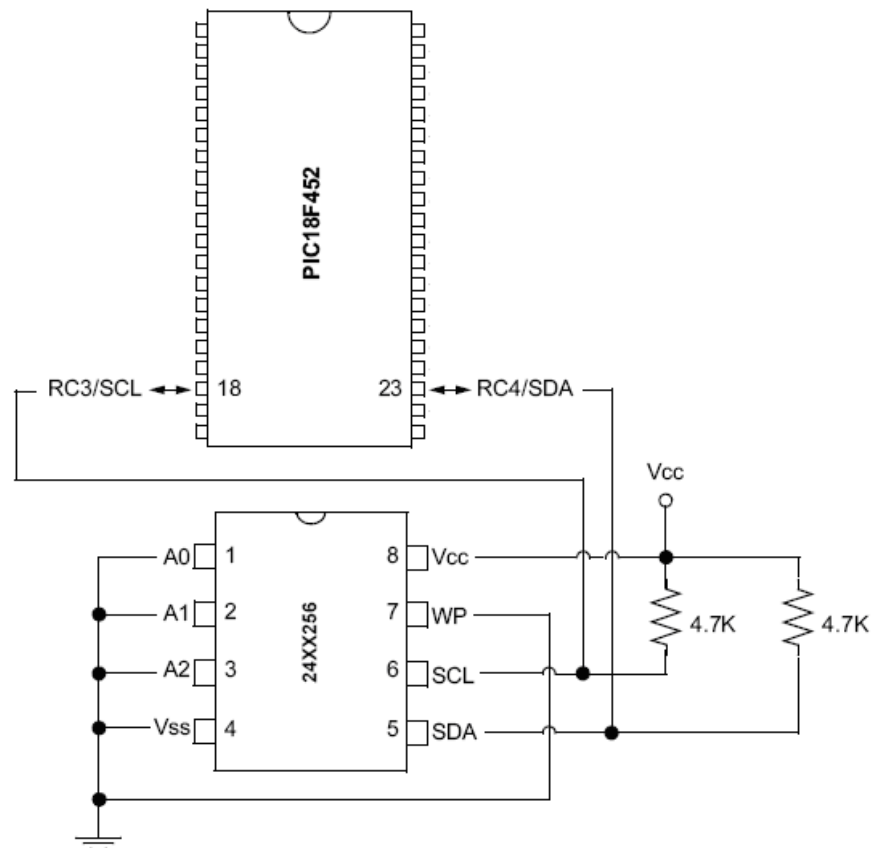 PIC18F452
RC3/SCL
18
23
RC4/SDA
Vcc
A0
1
8
Vcc
A1
2
7
WP
4.7K
4.7K
A2
3
6
SCL
24XX256
Vss
4
5
SDA